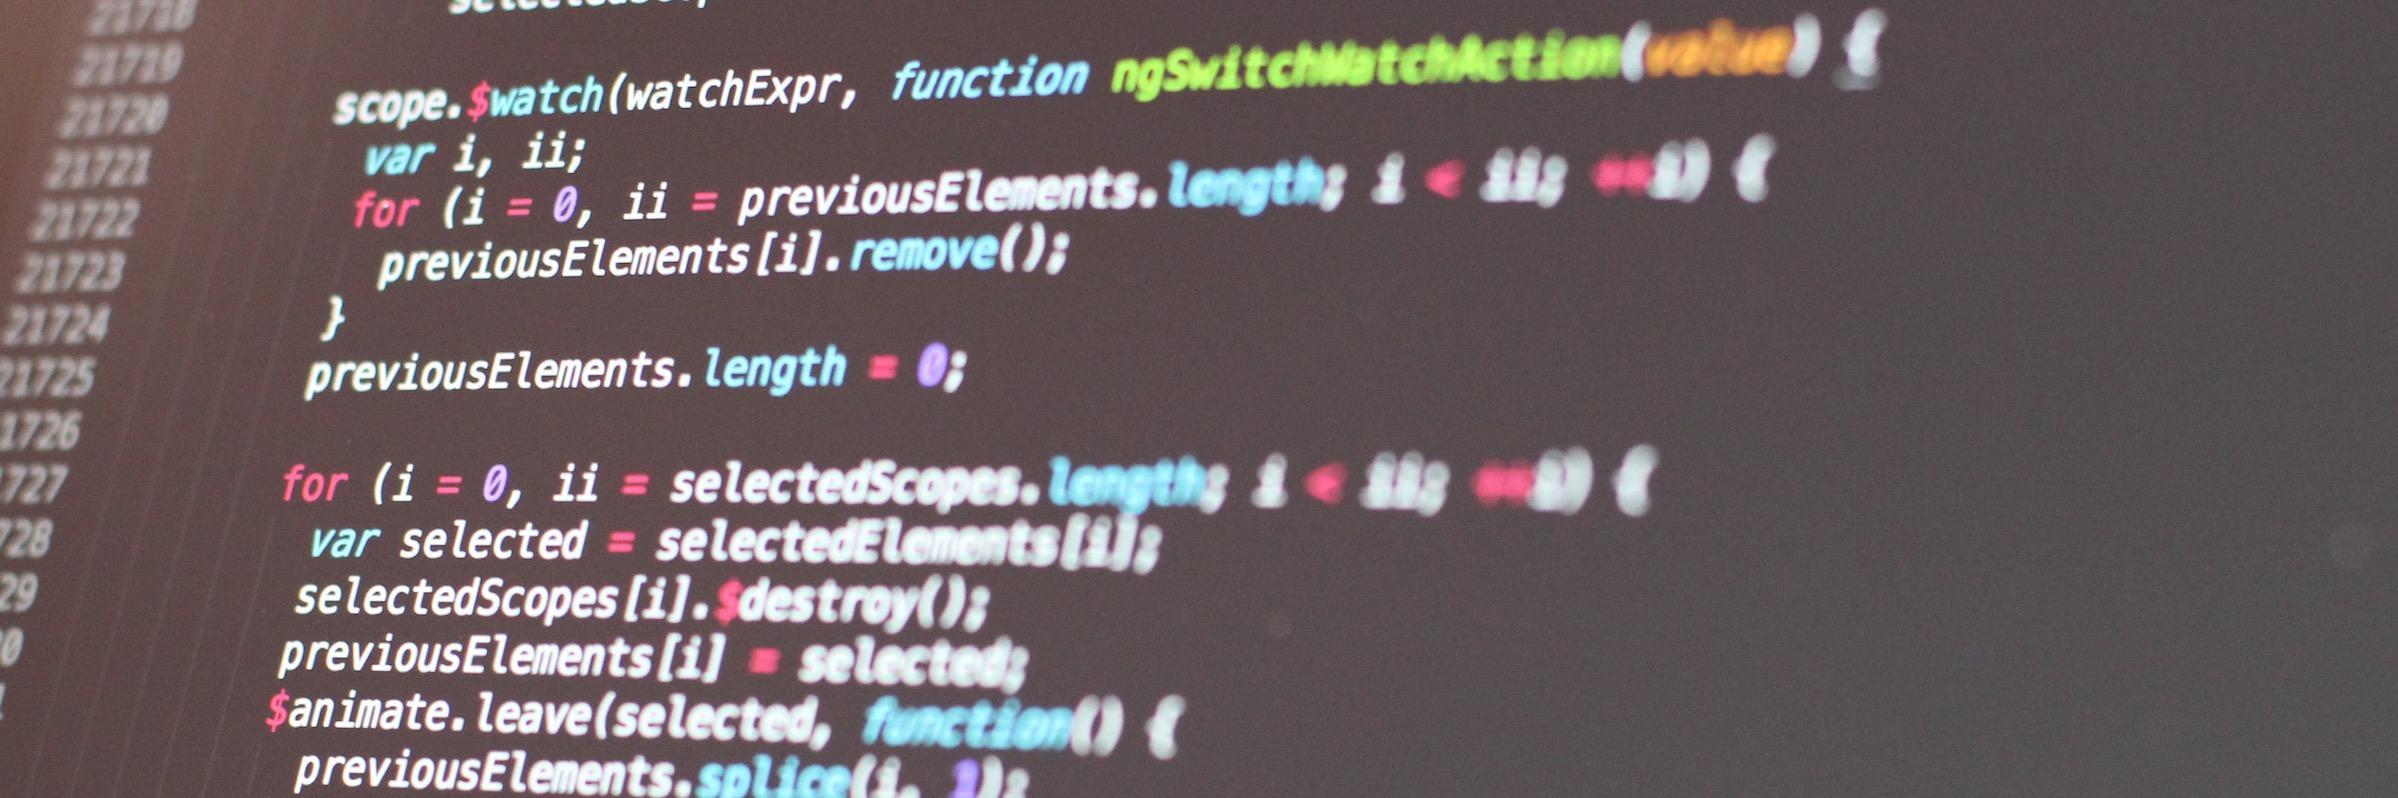 21718
21719
21720 scope.$watch(watchExpr, function ngSwitchWatchAction(value) {
21721 var i, ii;
21722 for (i = 0, ii = previousElements.length; i < ii; ++i) {
21723 previousElements[i].remove();
21724 }
21725 previousElements.length = 0;
1726
727 for (i = 0, ii = selectedScopes.length; i < ii; ++i) {
728 var selected = selectedElements[i];
29 selectedScopes[i].$destroy();
0 previousElements[i] = selected;
$animate.leave(selected, function() {
previousElements.splice(i, 1);